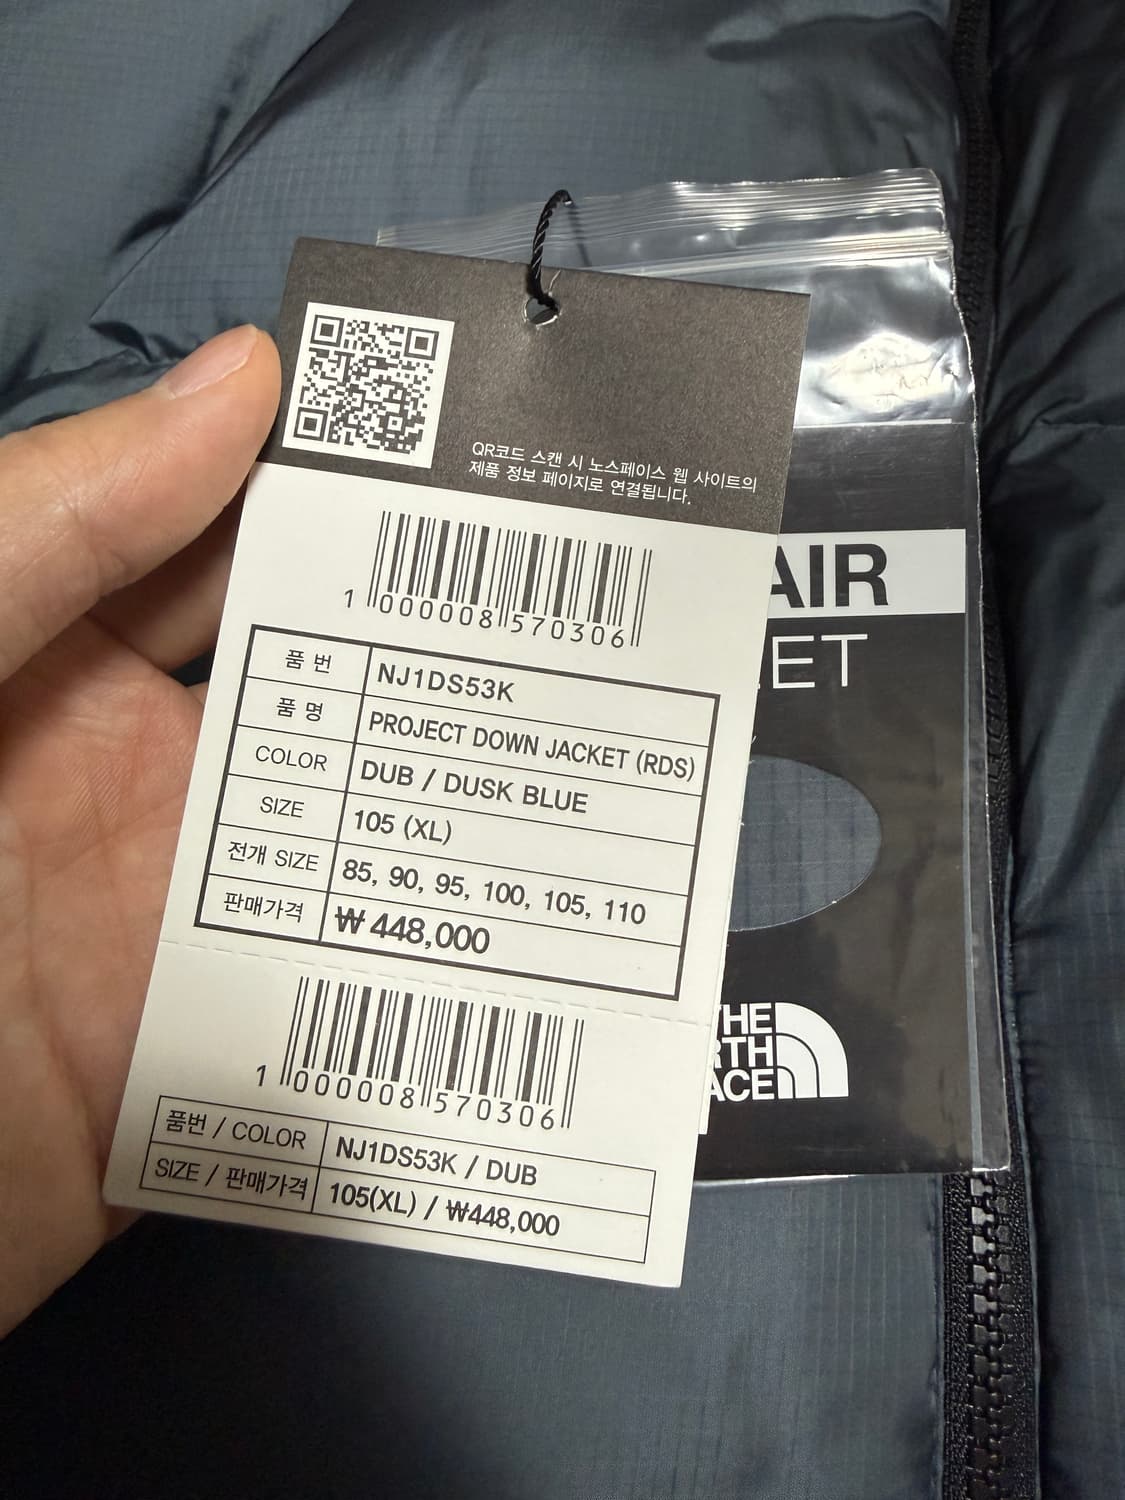 QR코드 스캔 시 노스페이스 웹 사이트의
제품 정보 페이지로 연결됩니다.
1 000008 570306
품 번 NJ1DS53K
품 명 PROJECT DOWN JACKET (RDS)
COLOR DUB / DUSK BLUE
SIZE 105 (XL)
전개 SIZE 85, 90, 95, 100, 105, 110
판매가격 ₩ 448,000
1 000008 570306
품번 / COLOR NJ1DS53K / DUB
SIZE / 판매가격 105(XL) / ₩448,000
AIR
ET
THE
RTH
ACE